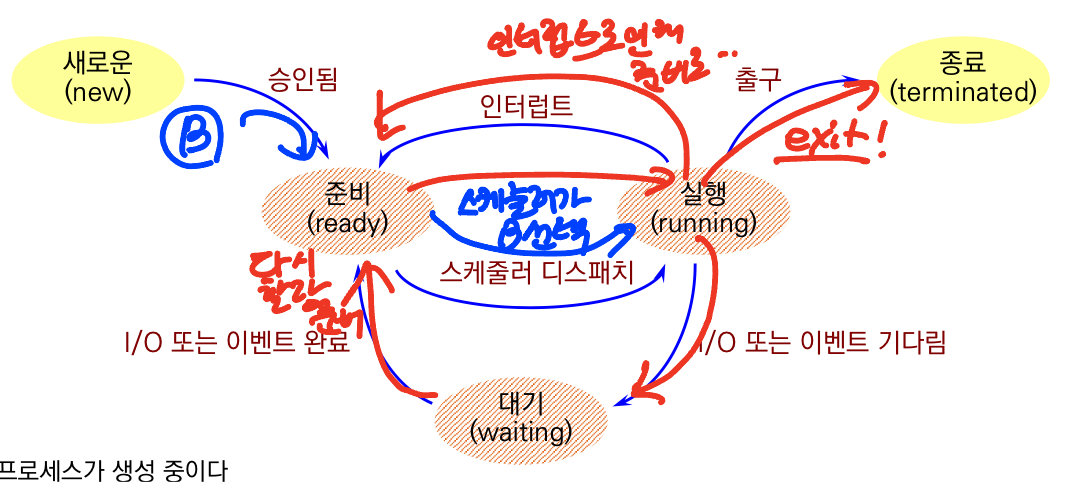 인터럽트로 인해
준비로..
새로운
(new)
승인됨
인터럽트
출구
종료
(terminated)
B
exit!
준비
(ready)
스케줄러가
B 선택
실행
(running)
다시
준비
스케줄러 디스패치
I/O 또는 이벤트 완료
I/O 또는 이벤트 기다림
대기
(waiting)
프로세스가 생성 중이다